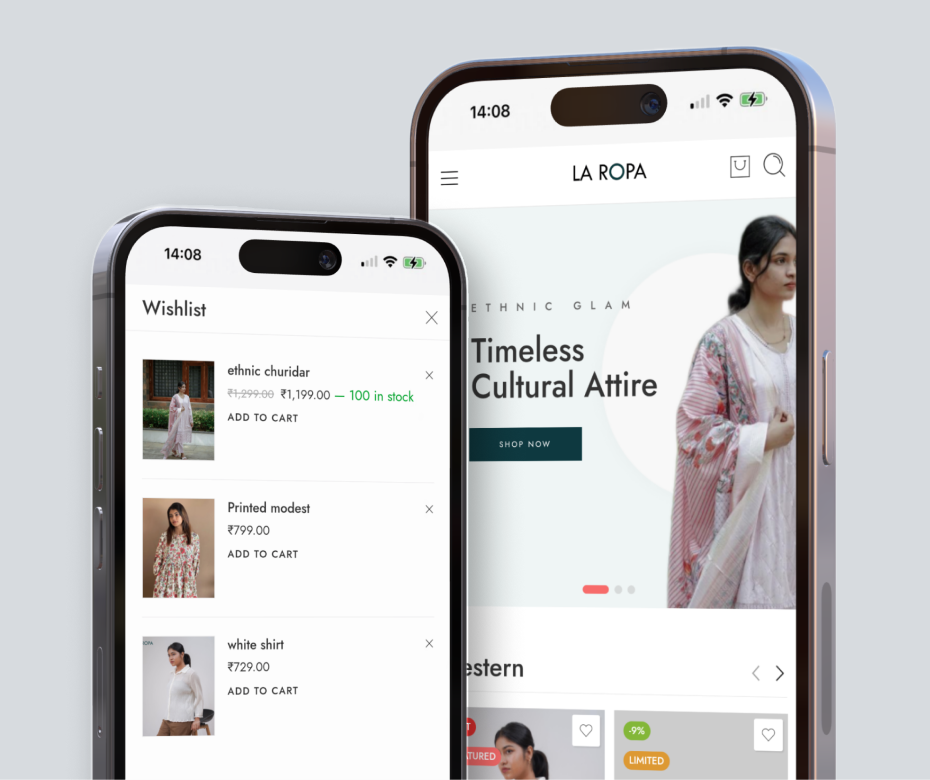 14:08
Wishlist
ethnic churidar
₹1,299.00 ₹1,199.00 — 100 in stock
ADD TO CART
Printed modest
₹799.00
ADD TO CART
white shirt
₹729.00
ADD TO CART
14:08
LA ROPA
ETHNIC GLAM
Timeless
Cultural Attire
SHOP NOW
estern
T
TURED
-9%
LIMITED